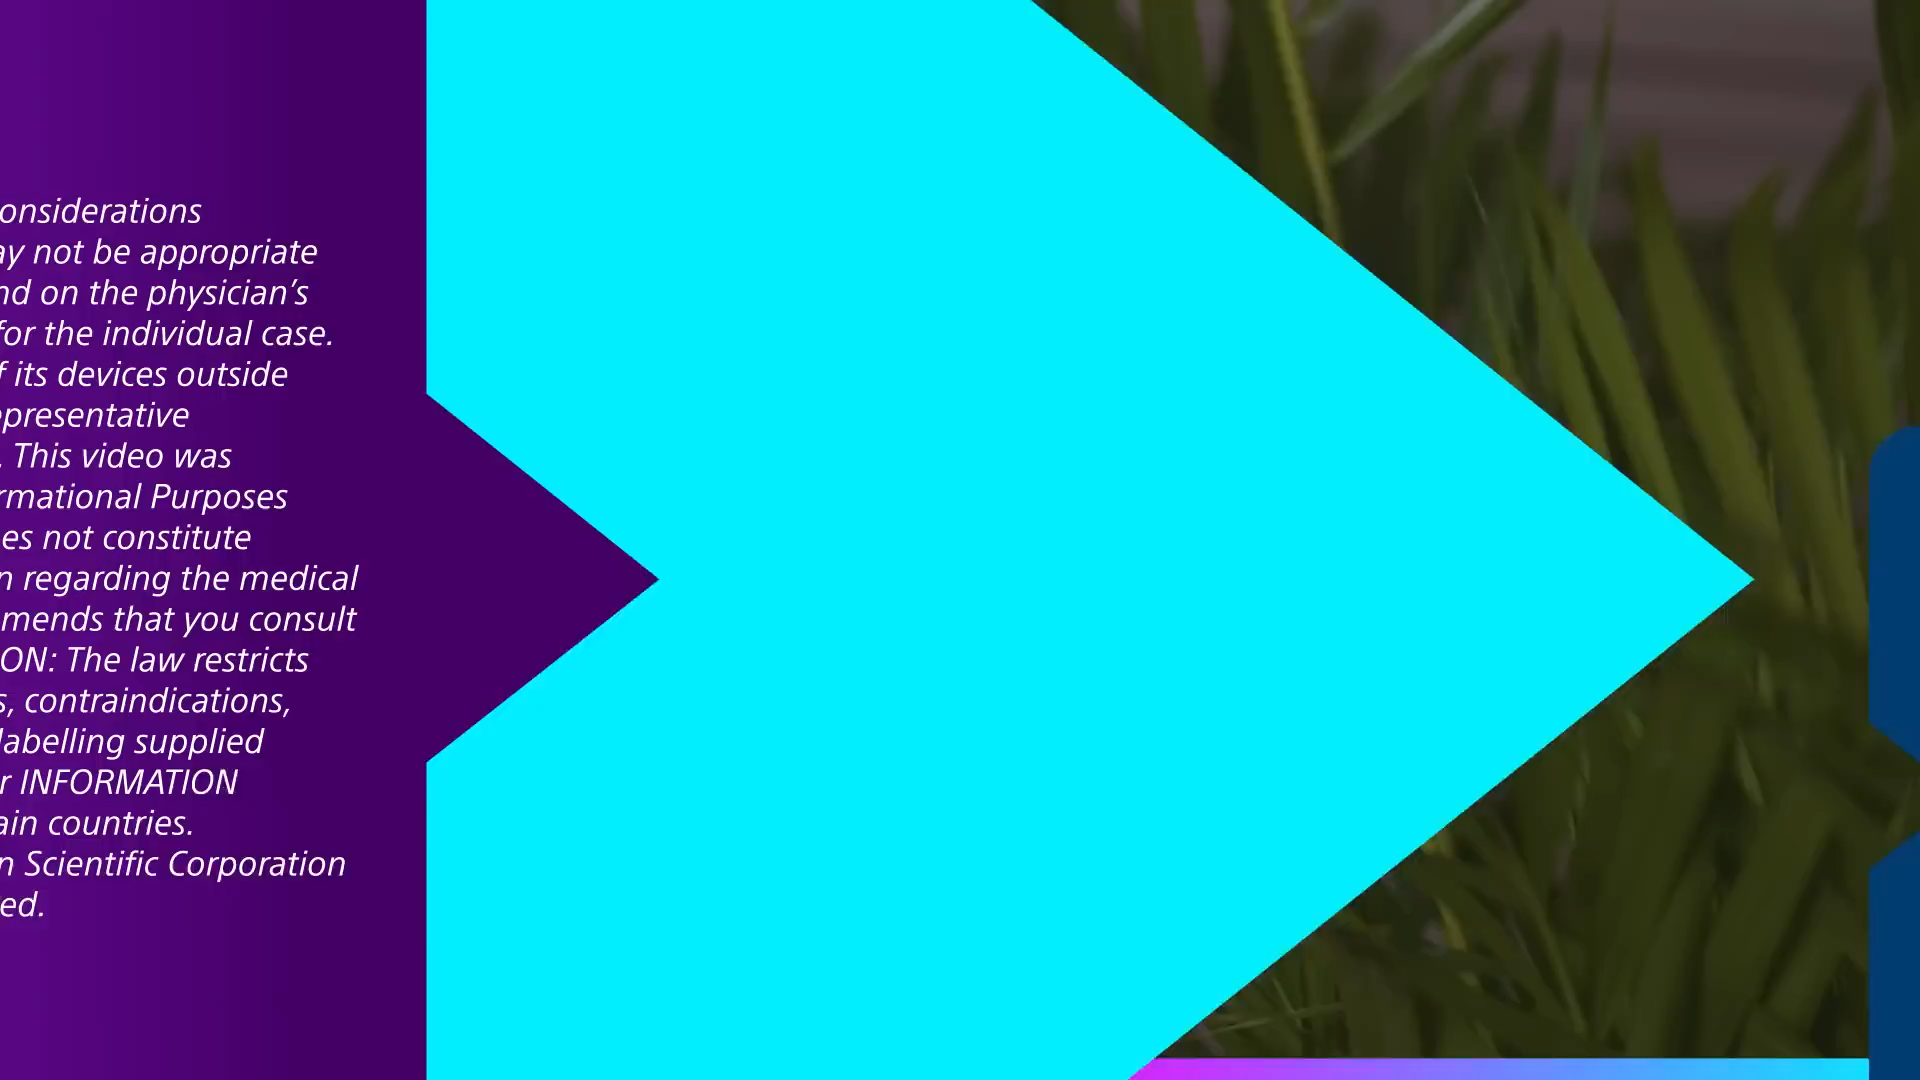 onsiderations
ay not be appropriate
nd on the physician’s
for the individual case.
f its devices outside
presentative
. This video was
rmational Purposes
es not constitute
n regarding the medical
mends that you consult
ON: The law restricts
s, contraindications,
labelling supplied
r INFORMATION
ain countries.
n Scientific Corporation
ed.